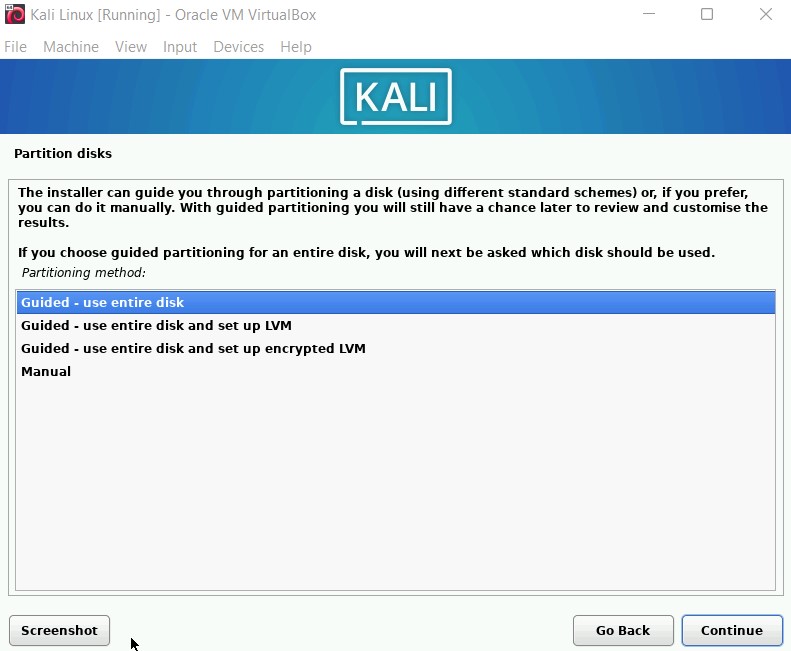 Kali Linux [Running] - Oracle VM VirtualBox
File Machine View Input Devices Help
KALI
Partition disks
The installer can guide you through partitioning a disk (using different standard schemes) or, if you prefer,
you can do it manually. With guided partitioning you will still have a chance later to review and customise the
results.
If you choose guided partitioning for an entire disk, you will next be asked which disk should be used.
Partitioning method:
Guided - use entire disk
Guided - use entire disk and set up LVM
Guided - use entire disk and set up encrypted LVM
Manual
Screenshot Go Back Continue